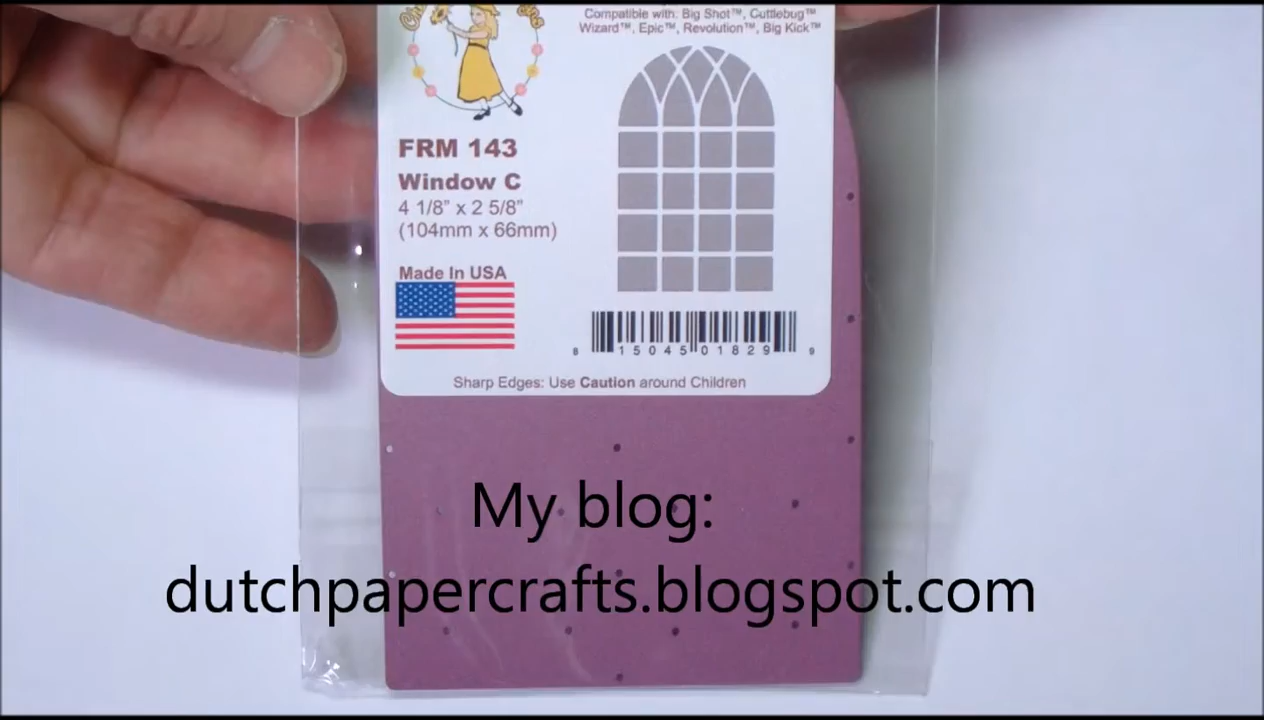 Compatible with: Big Shot™, Cuttlebug™
Wizard™, Epic™, Revolution™, Big Kick™
FRM 143
Window C
4 1/8" x 2 5/8"
(104mm x 66mm)
Made In USA
8 15045 01829 9
Sharp Edges: Use Caution around Children
My blog:
dutchpapercrafts.blogspot.com